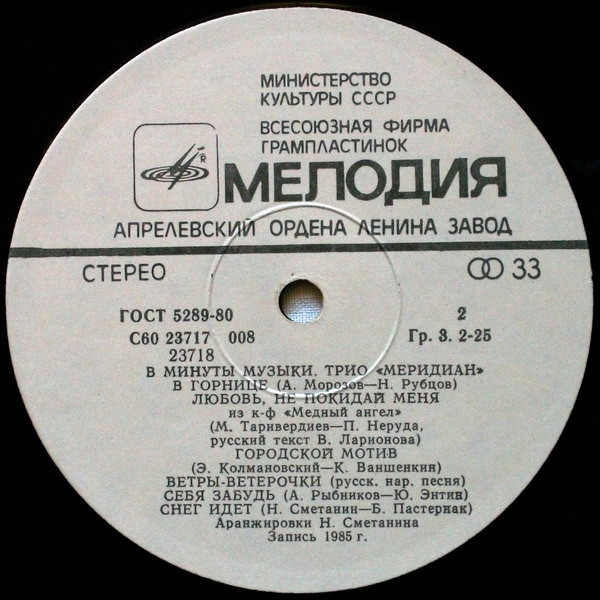 МИНИСТЕРСТВО
КУЛЬТУРЫ СССР
ВСЕСОЮЗНАЯ ФИРМА
ГРАМПЛАСТИНОК
R
МЕЛОДИЯ
АПРЕЛЕВСКИЙ ОРДЕНА ЛЕНИНА ЗАВОД
СТЕРЕО 33
ГОСТ 5289-80 2
С60 23717 008 Гр. 3. 2-25
23718
В МИНУТЫ МУЗЫКИ. ТРИО «МЕРИДИАН»
В ГОРНИЦЕ (А. Морозов—Н. Рубцов)
ЛЮБОВЬ, НЕ ПОКИДАЙ МЕНЯ
из к-ф «Медный ангел»
(М. Таривердиев—П. Неруда,
русский текст В. Ларионова)
ГОРОДСКОЙ МОТИВ
(Э. Колмановский—К. Ваншенкин)
ВЕТРЫ-ВЕТЕРОЧКИ (русск. нар. песня)
СЕБЯ ЗАБУДЬ (А. Рыбников—Ю. Энтин)
СНЕГ ИДЕТ (Н. Сметанин—Б. Пастернак)
Аранжировки Н. Сметанина
Запись 1985 г.